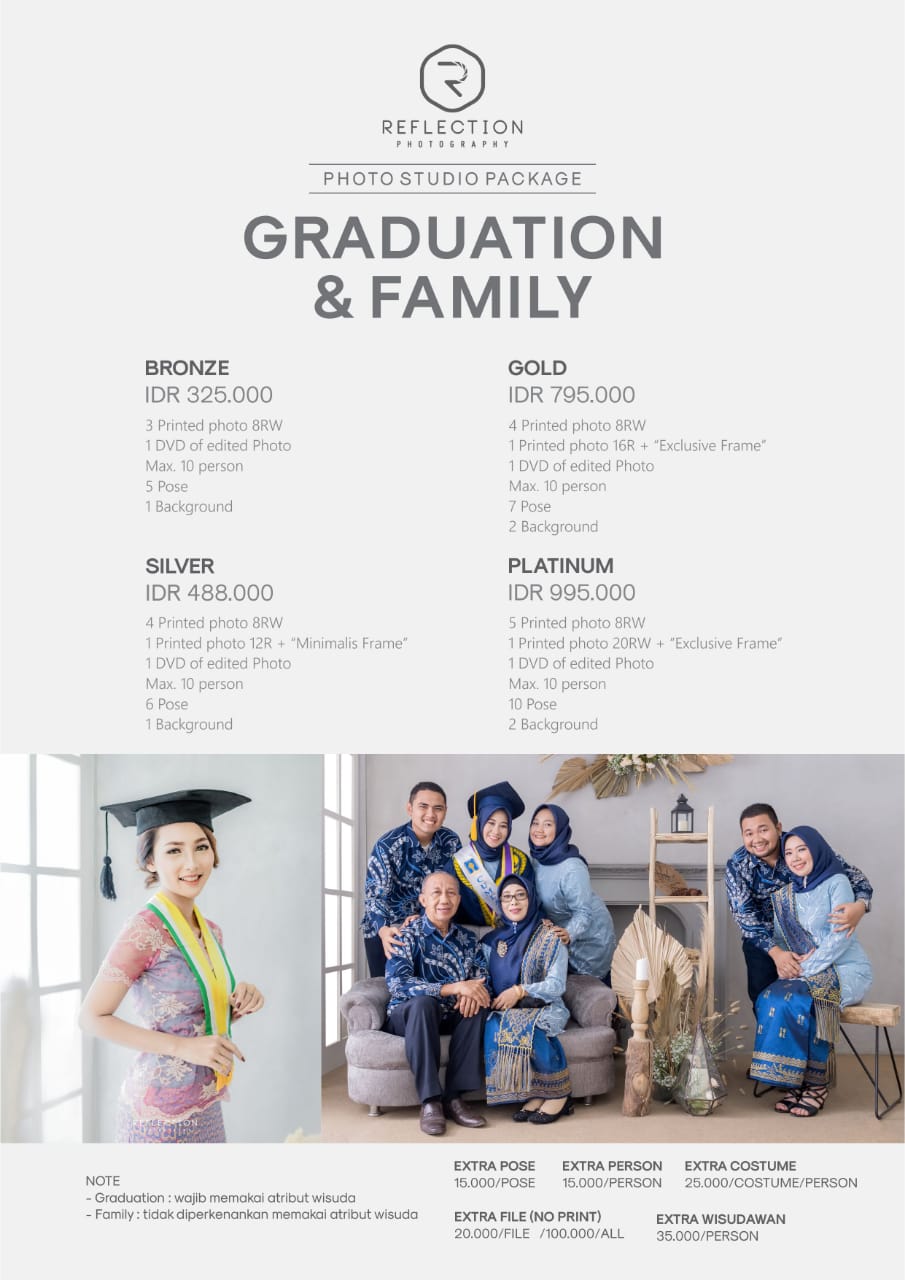 REFLECTION
PHOTOGRAPHY
PHOTO STUDIO PACKAGE
GRADUATION
& FAMILY
BRONZE
IDR 325.000
3 Printed photo 8RW
1 DVD of edited Photo
Max. 10 person
5 Pose
1 Background
SILVER
IDR 488.000
4 Printed photo 8RW
1 Printed photo 12R + “Minimalis Frame”
1 DVD of edited Photo
Max. 10 person
6 Pose
1 Background
GOLD
IDR 795.000
4 Printed photo 8RW
1 Printed photo 16R + “Exclusive Frame”
1 DVD of edited Photo
Max. 10 person
7 Pose
2 Background
PLATINUM
IDR 995.000
5 Printed photo 8RW
1 Printed photo 20RW + “Exclusive Frame”
1 DVD of edited Photo
Max. 10 person
10 Pose
2 Background
REFLECTION
NOTE
- Graduation : wajib memakai atribut wisuda
- Family : tidak diperkenankan memakai atribut wisuda
EXTRA POSE
15.000/POSE
EXTRA PERSON
15.000/PERSON
EXTRA COSTUME
25.000/COSTUME/PERSON
EXTRA FILE (NO PRINT)
20.000/FILE /100.000/ALL
EXTRA WISUDAWAN
35.000/PERSON